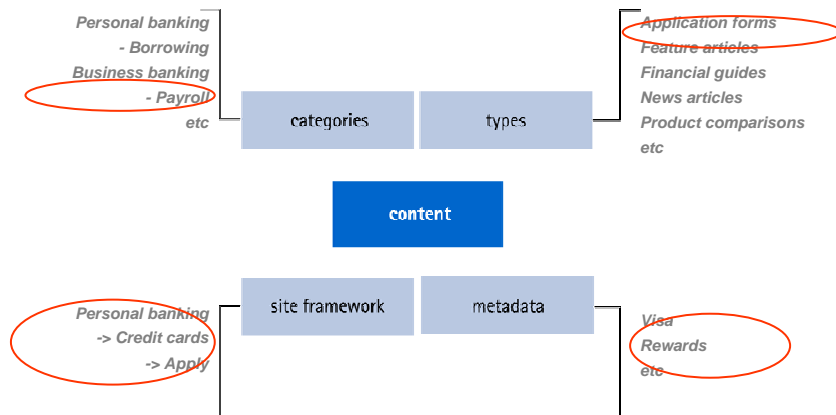 Personal banking
- Borrowing
Business banking
- Payroll
etc
categories
types
Application forms
Feature articles
Financial guides
News articles
Product comparisons
etc
content
site framework
metadata
Personal banking
-> Credit cards
-> Apply
Visa
Rewards
etc